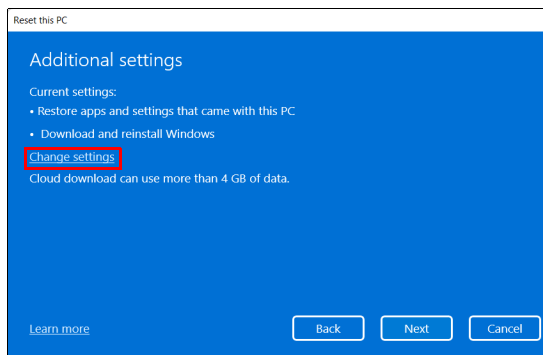 Reset this PC
Additional settings
Current settings:
• Restore apps and settings that came with this PC
• Download and reinstall Windows
Change settings
Cloud download can use more than 4 GB of data.
Learn more
Back
Next
Cancel